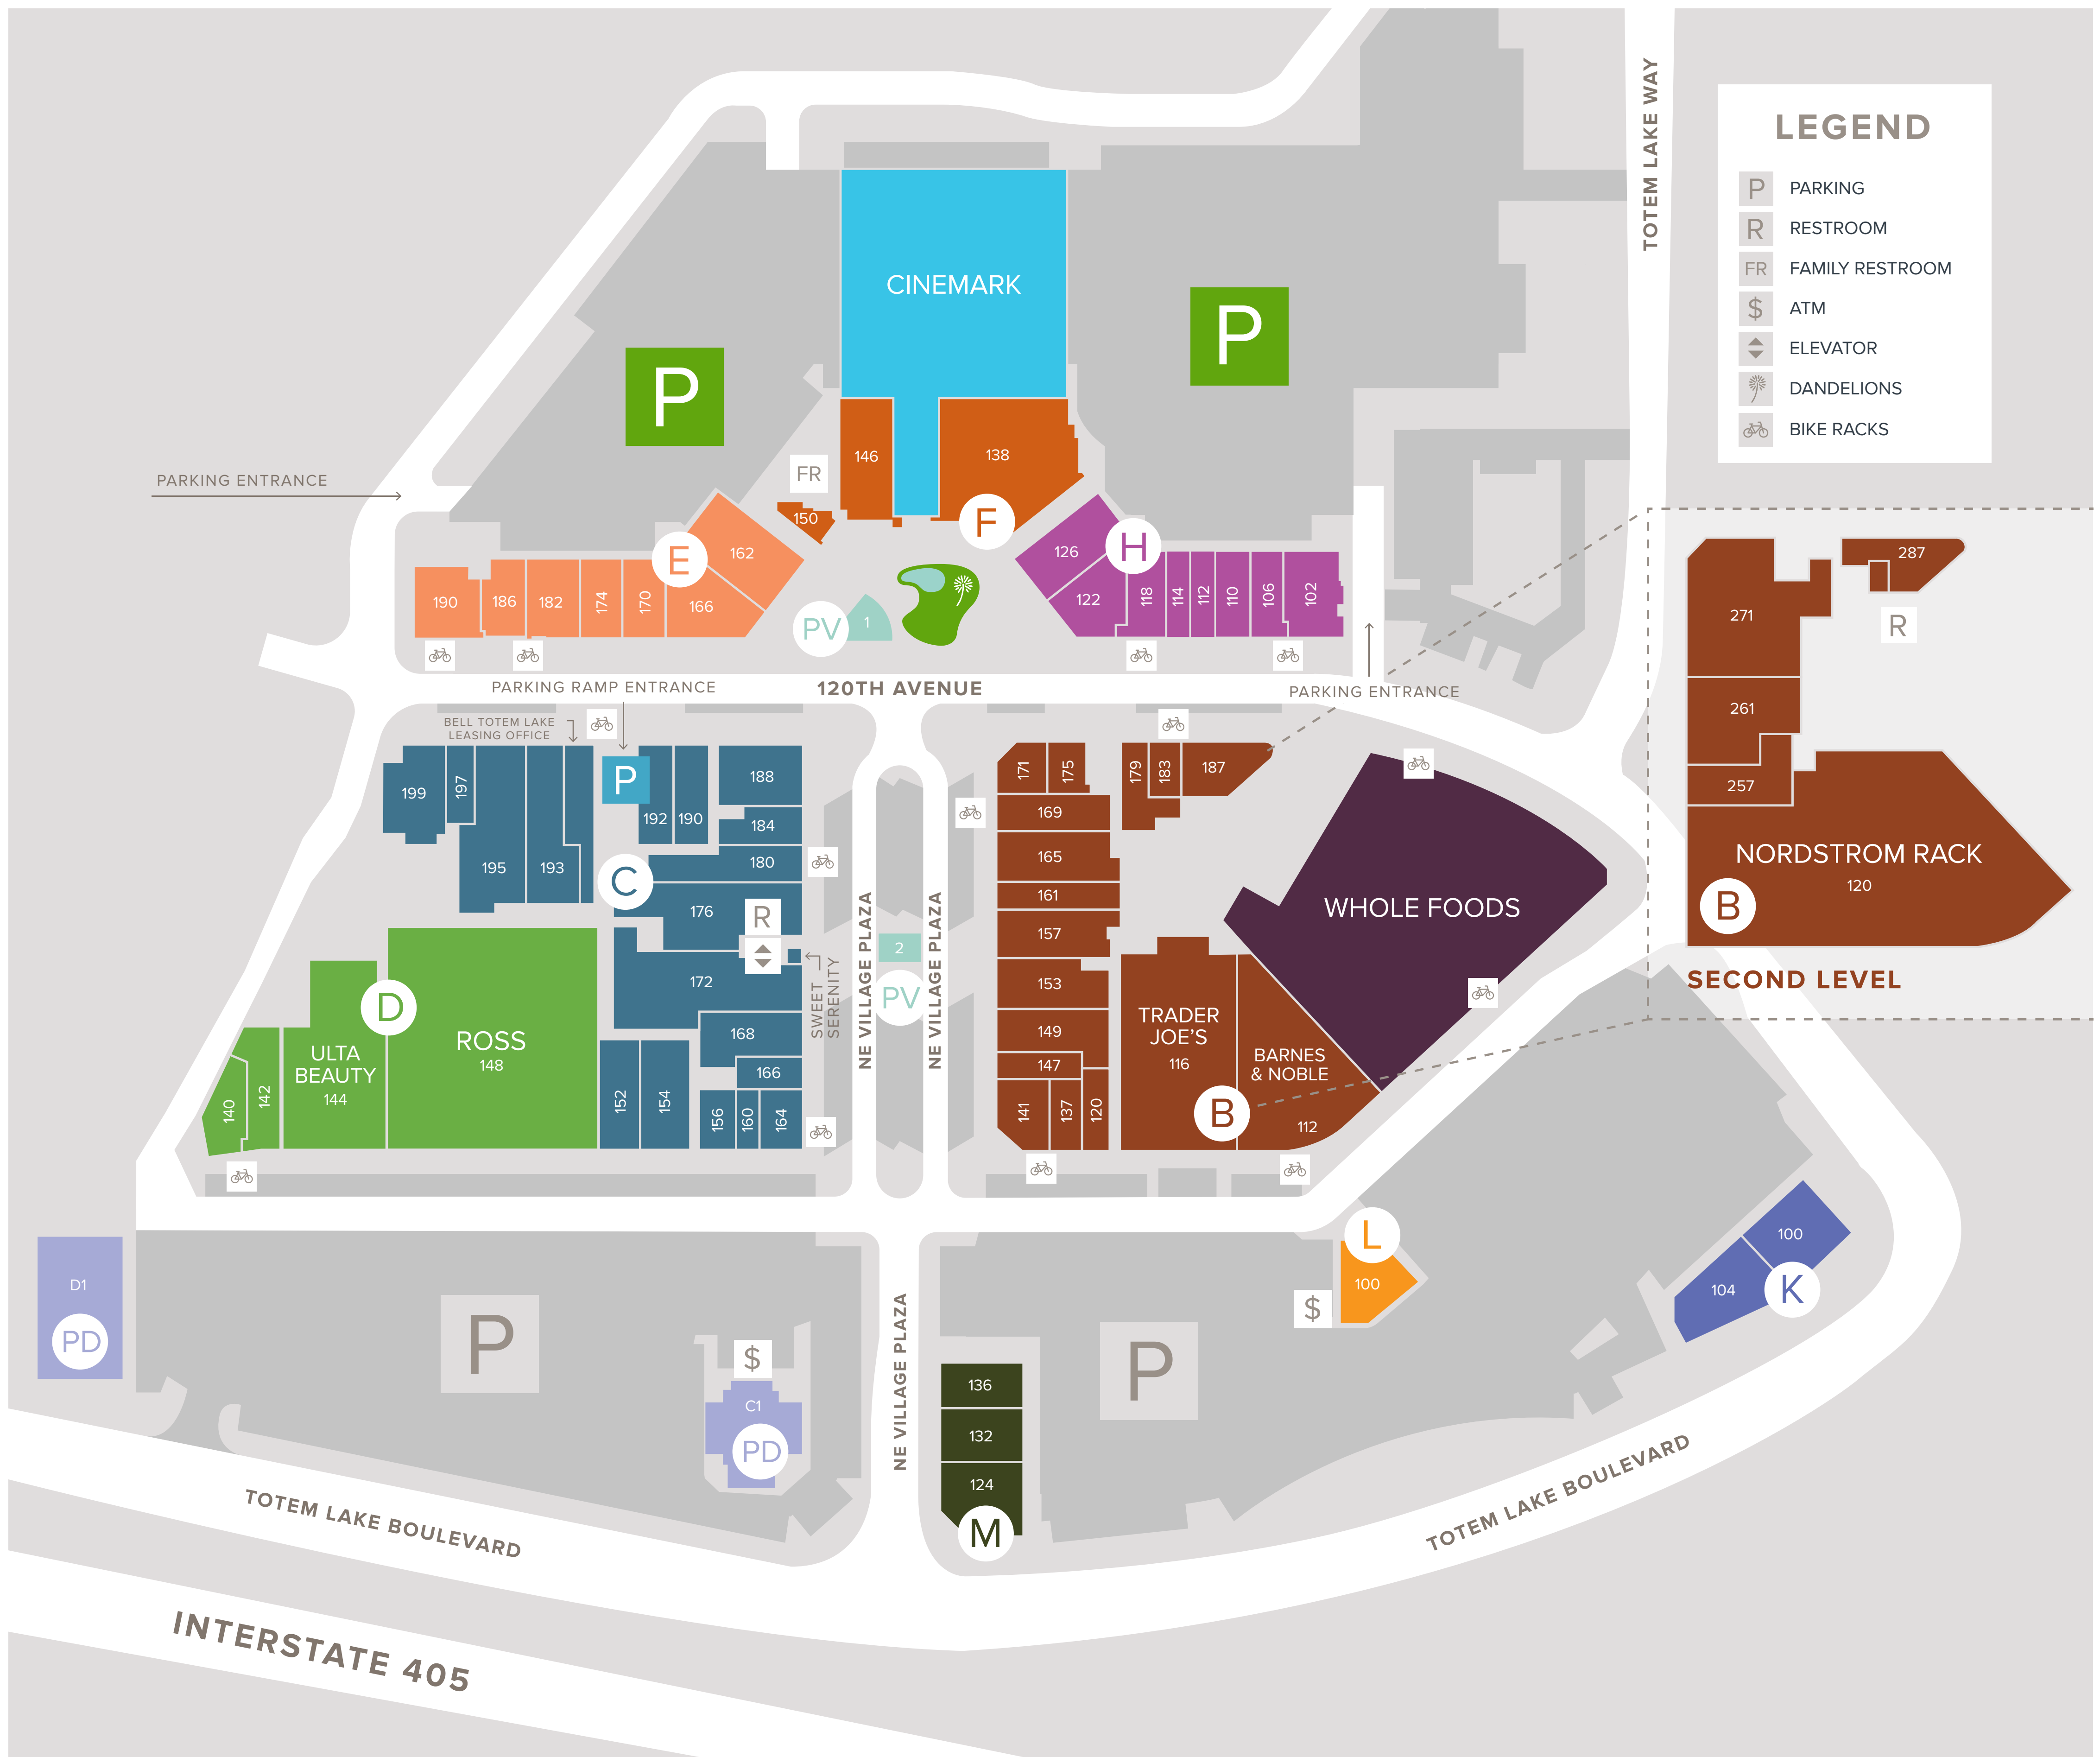 TOTEM LAKE WAY
LEGEND
P PARKING
R RESTROOM
FR FAMILY RESTROOM
$ ATM
ELEVATOR
DANDELIONS
BIKE RACKS
CINEMARK
P
P
PARKING ENTRANCE
146
138
FR
150
F
E
162
H
126
190
186
182
174
170
166
PV
1
122
118
114
112
110
106
102
PARKING RAMP ENTRANCE
120TH AVENUE
PARKING ENTRANCE
BELL TOTEM LAKE
LEASING OFFICE
199
197
195
193
P
192
190
188
184
180
C
176
R
172
168
166
152
154
156
160
164
SWEET
SERENITY
NE VILLAGE PLAZA
NE VILLAGE PLAZA
2
PV
171
175
179
183
187
169
165
161
157
153
149
147
141
137
120
WHOLE FOODS
TRADER
JOE'S
116
BARNES
& NOBLE
112
B
271
287
R
261
257
NORDSTROM RACK
120
B
SECOND LEVEL
D
ROSS
148
ULTA
BEAUTY
144
142
140
D1
PD
P
$
C1
PD
NE VILLAGE PLAZA
136
132
124
M
P
L
100
$
100
104
K
TOTEM LAKE BOULEVARD
TOTEM LAKE BOULEVARD
INTERSTATE 405